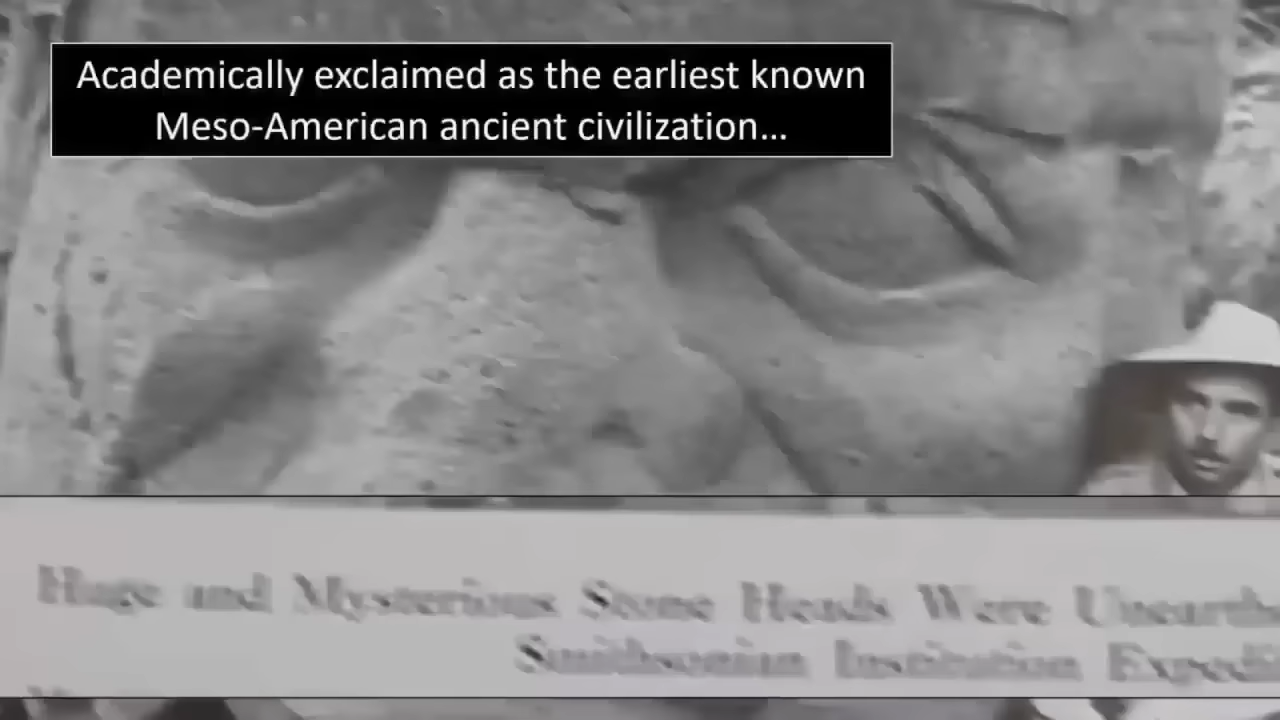 Academically exclaimed as the earliest known
Meso-American ancient civilization...
Huge and Mysterious Stone Heads Were
Smithsonian Institution